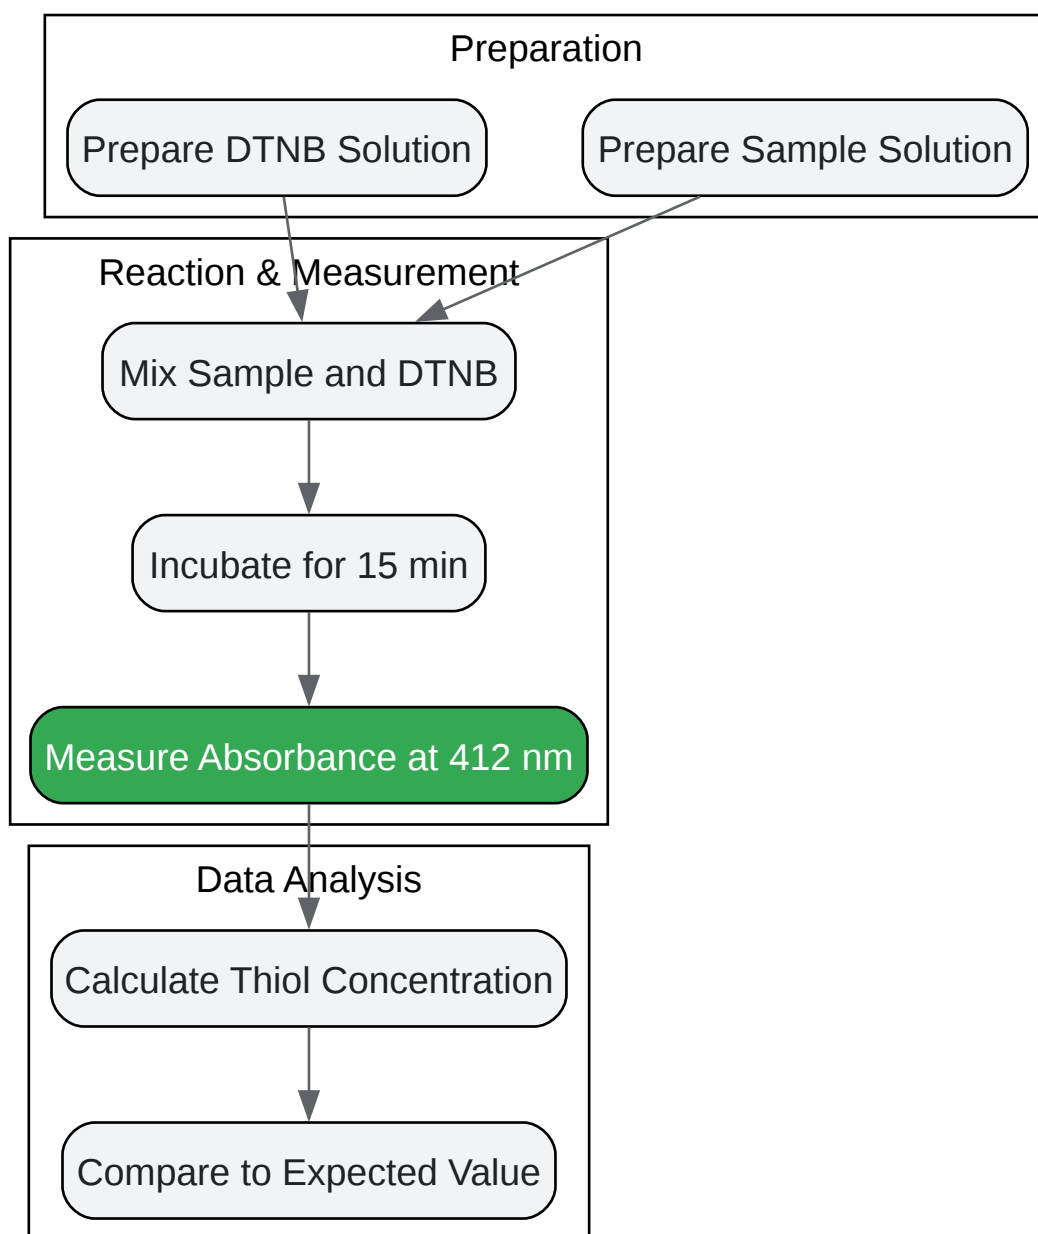 Preparation
Prepare DTNB Solution
Prepare Sample Solution
Reaction & Measurement
Mix Sample and DTNB
Incubate for 15 min
Measure Absorbance at 412 nm
Data Analysis
Calculate Thiol Concentration
Compare to Expected Value